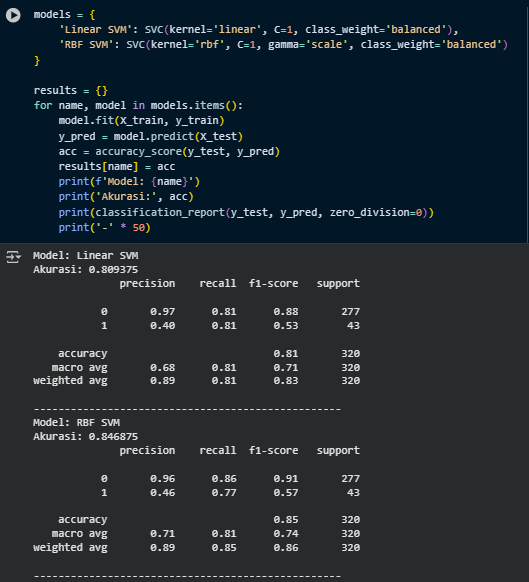 models = {
    'Linear SVM': SVC(kernel='linear', C=1, class_weight='balanced'),
    'RBF SVM': SVC(kernel='rbf', C=1, gamma='scale', class_weight='balanced')
}

results = {}
for name, model in models.items():
    model.fit(X_train, y_train)
    y_pred = model.predict(X_test)
    acc = accuracy_score(y_test, y_pred)
    results[name] = acc
    print(f'Model: {name}')
    print('Akurasi:', acc)
    print(classification_report(y_test, y_pred, zero_division=0))
    print('-' * 50)
Model: Linear SVM
Akurasi: 0.809375
              precision    recall  f1-score   support

           0       0.97      0.81      0.88       277
           1       0.40      0.81      0.53        43

    accuracy                           0.81       320
   macro avg       0.68      0.81      0.71       320
weighted avg       0.89      0.81      0.83       320

--------------------------------------------------
Model: RBF SVM
Akurasi: 0.846875
              precision    recall  f1-score   support

           0       0.96      0.86      0.91       277
           1       0.46      0.77      0.57        43

    accuracy                           0.85       320
   macro avg       0.71      0.81      0.74       320
weighted avg       0.89      0.85      0.86       320

--------------------------------------------------